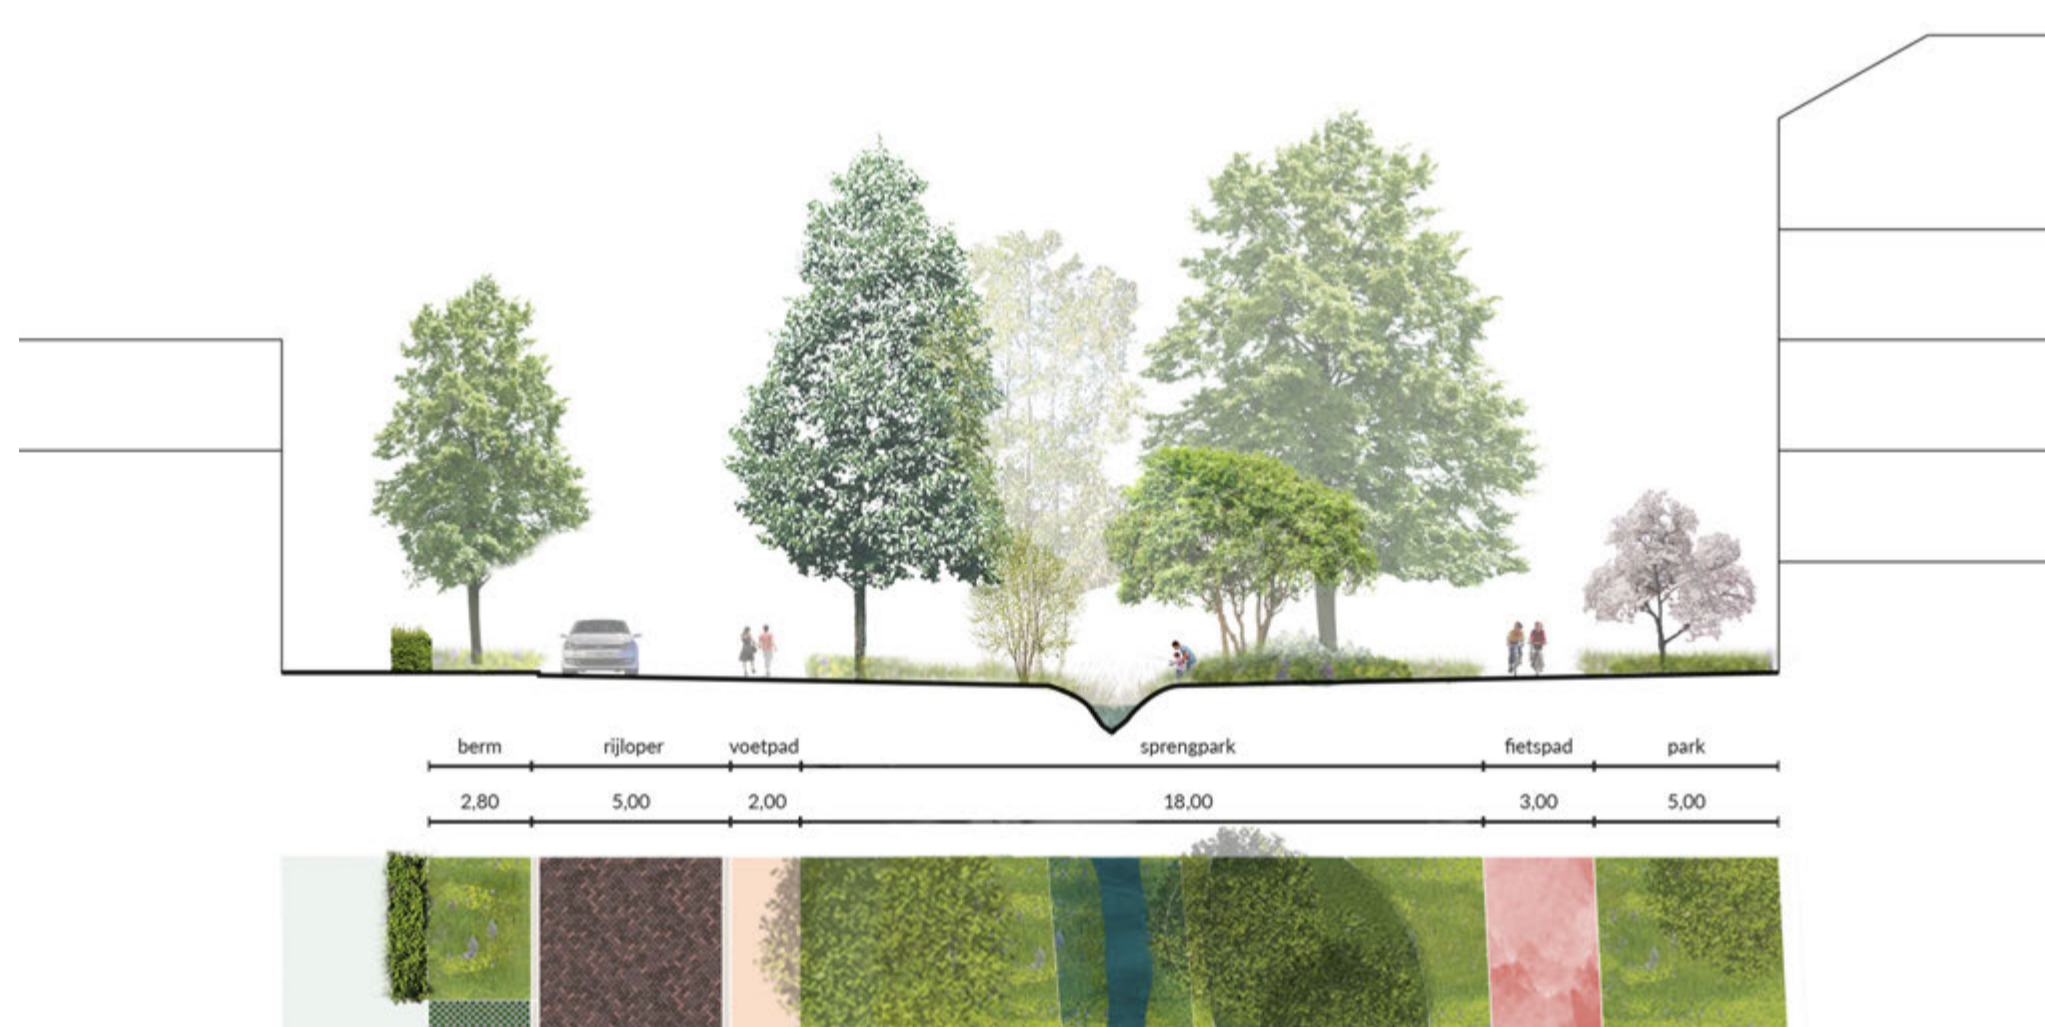 berm rijloper voetpad sprengpark fietspad park
2,80 5,00 2,00 18,00 3,00 5,00